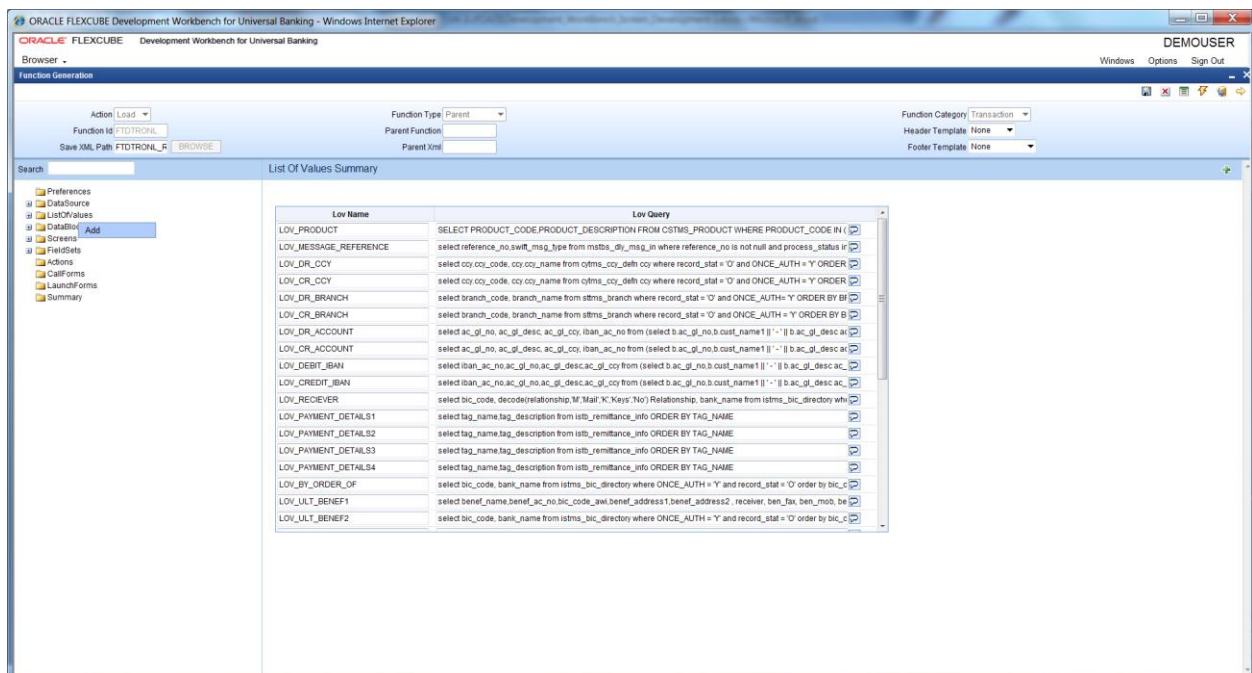 ORACLE FLEXCUBE Development Workbench for Universal Banking - Windows Internet Explorer
ORACLE FLEXCUBE Development Workbench for Universal Banking DEMOUSER
Browser Windows Options Sign Out
Function Generation
Action Load Function Type Parent Function Category Transaction
Function Id FTDTRONL Parent Function Header Template None
Save XML Path FTDTRONL_R BROWSE Parent Xml Footer Template None
Search List Of Values Summary
Preferences
DataSource
ListOfValues
DataBloc Add
Screens
FieldSets
Actions
CallForms
LaunchForms
Summary
Lov Name Lov Query
LOV_PRODUCT SELECT PRODUCT_CODE,PRODUCT_DESCRIPTION FROM CSTMS_PRODUCT WHERE PRODUCT_CODE IN (
LOV_MESSAGE_REFERENCE select reference_no,swift_msg_type from mstbs_dly_msg_in where reference_no is not null and process_status in
LOV_DR_CCY select ccy.ccy_code, ccy.ccy_name from cytms_ccy_defn ccy where record_stat = 'O' and ONCE_AUTH = 'Y' ORDER
LOV_CR_CCY select ccy.ccy_code, ccy.ccy_name from cytms_ccy_defn ccy where record_stat = 'O' and ONCE_AUTH = 'Y' ORDER
LOV_DR_BRANCH select branch_code, branch_name from sttms_branch where record_stat = 'O' and ONCE_AUTH= 'Y' ORDER BY BR
LOV_CR_BRANCH select branch_code, branch_name from sttms_branch where record_stat = 'O' and ONCE_AUTH = 'Y' ORDER BY B
LOV_DR_ACCOUNT select ac_gl_no, ac_gl_desc, ac_gl_ccy, iban_ac_no from (select b.ac_gl_no,b.cust_name1 || ' - ' || b.ac_gl_desc ac
LOV_CR_ACCOUNT select ac_gl_no, ac_gl_desc, ac_gl_ccy, iban_ac_no from (select b.ac_gl_no,b.cust_name1 || ' - ' || b.ac_gl_desc ac
LOV_DEBIT_IBAN select iban_ac_no,ac_gl_no,ac_gl_desc,ac_gl_ccy from (select b.ac_gl_no,b.cust_name1 || ' - ' || b.ac_gl_desc ac_
LOV_CREDIT_IBAN select iban_ac_no,ac_gl_no,ac_gl_desc,ac_gl_ccy from (select b.ac_gl_no,b.cust_name1 || ' - ' || b.ac_gl_desc ac_
LOV_RECIEVER select bic_code, decode(relationship,'M','Mail','K','Keys','No') Relationship, bank_name from istms_bic_directory whe
LOV_PAYMENT_DETAILS1 select tag_name,tag_description from istb_remittance_info ORDER BY TAG_NAME
LOV_PAYMENT_DETAILS2 select tag_name,tag_description from istb_remittance_info ORDER BY TAG_NAME
LOV_PAYMENT_DETAILS3 select tag_name,tag_description from istb_remittance_info ORDER BY TAG_NAME
LOV_PAYMENT_DETAILS4 select tag_name,tag_description from istb_remittance_info ORDER BY TAG_NAME
LOV_BY_ORDER_OF select bic_code, bank_name from istms_bic_directory where ONCE_AUTH = 'Y' and record_stat = 'O' order by bic_c
LOV_ULT_BENEF1 select benef_name,benef_ac_no,bic_code_awi,benef_address1,benef_address2 , receiver, ben_fax, ben_mob, be
LOV_ULT_BENEF2 select bic_code, bank_name from istms_bic_directory where ONCE_AUTH = 'Y' and record_stat = 'O' order by bic_c